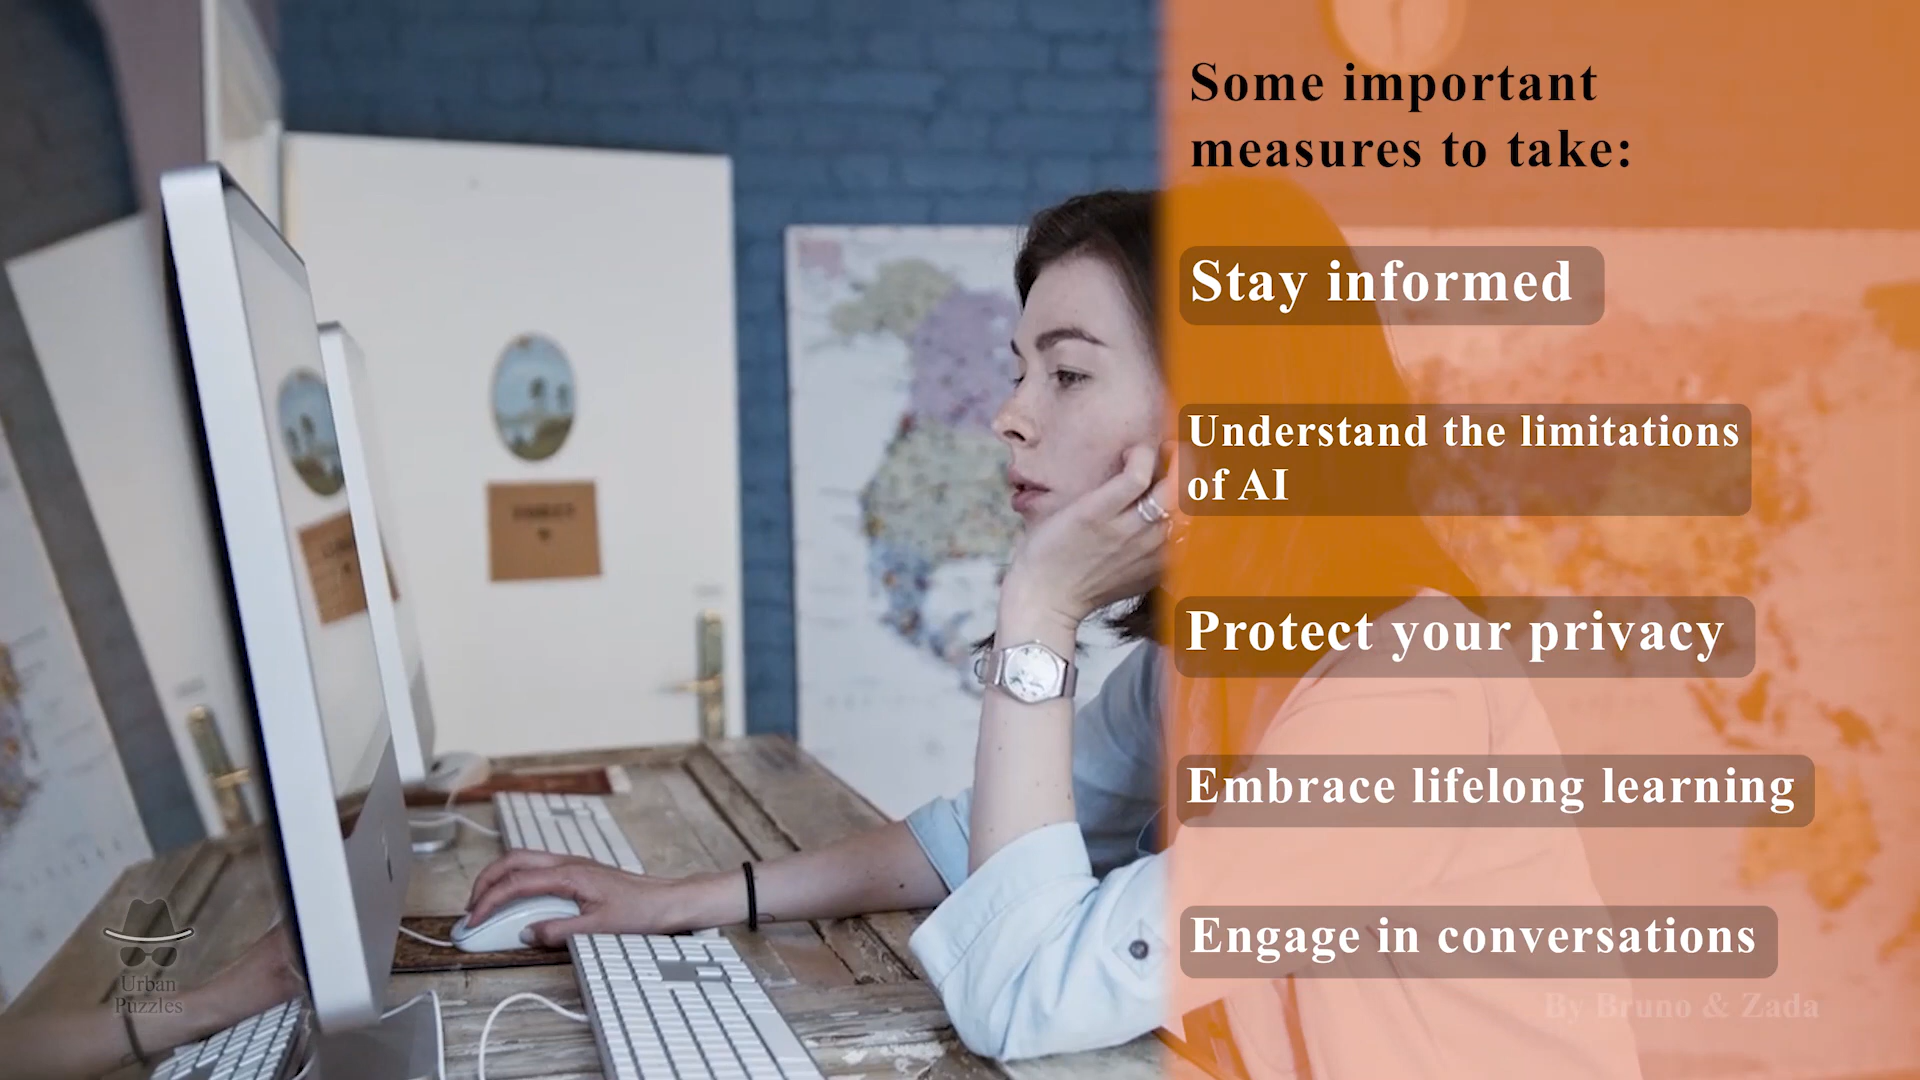 Some important
measures to take:
Stay informed
Understand the limitations
of AI
Protect your privacy
Embrace lifelong learning
Engage in conversations
By Bruno & Zada
Urban
Puzzles